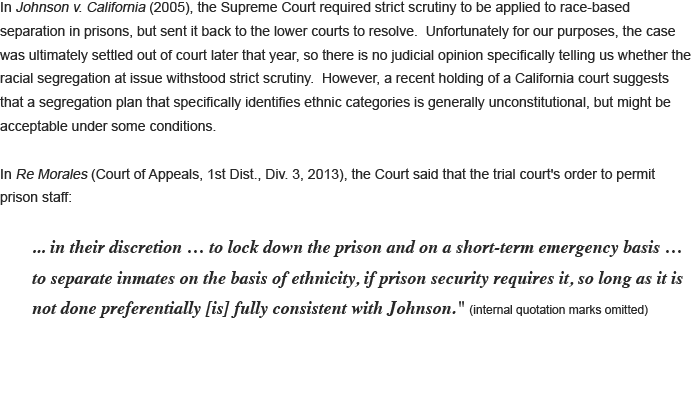 In Johnson v. California (2005), the Supreme Court required strict scrutiny to be applied to race-based
separation in prisons, but sent it back to the lower courts to resolve.  Unfortunately for our purposes, the case
was ultimately settled out of court later that year, so there is no judicial opinion specifically telling us whether the
racial segregation at issue withstood strict scrutiny.  However, a recent holding of a California court suggests
that a segregation plan that specifically identifies ethnic categories is generally unconstitutional, but might be
acceptable under some conditions.
In Re Morales (Court of Appeals, 1st Dist., Div. 3, 2013), the Court said that the trial court's order to permit
prison staff:
... in their discretion … to lock down the prison and on a short-term emergency basis …
to separate inmates on the basis of ethnicity, if prison security requires it, so long as it is
not done preferentially [is] fully consistent with Johnson." (internal quotation marks omitted)